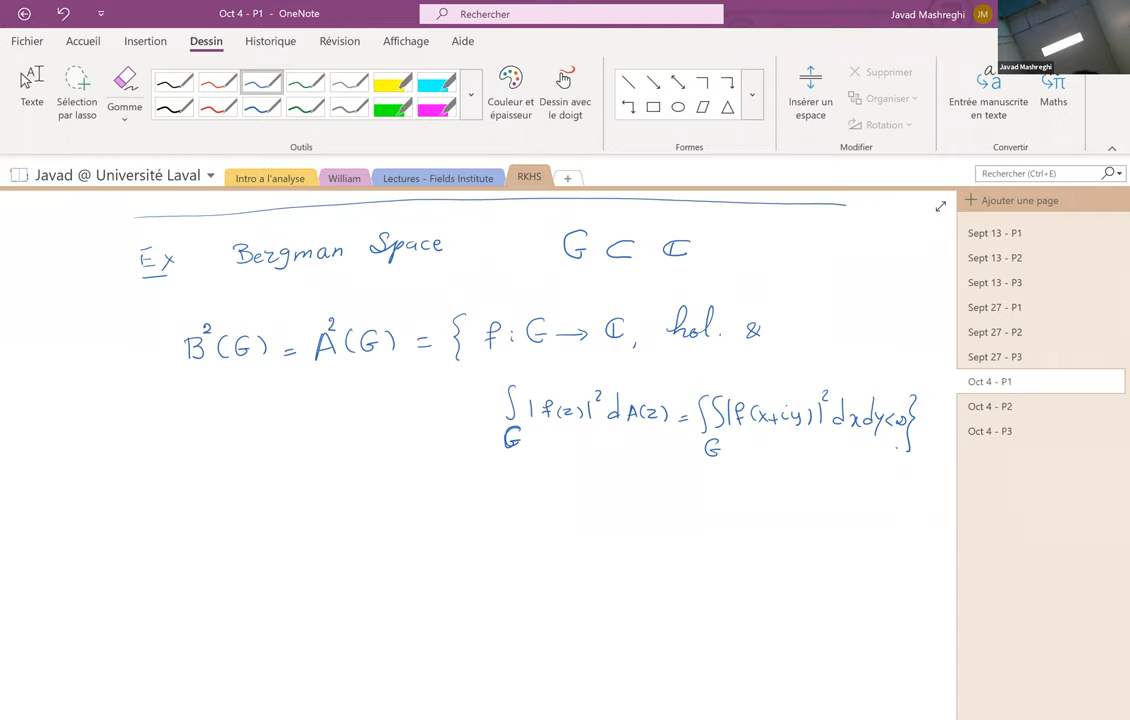 Oct 4 - P1 - OneNote
Rechercher
Javad Mashreghi
JM
Fichier
Accueil
Insertion
Dessin
Historique
Révision
Affichage
Aide
Javad Mashreghi
Texte
Sélection par lasso
Gomme
Couleur et épaisseur
Dessin avec le doigt
Insérer un espace
Supprimer
Organiser
Rotation
Entrée manuscrite en texte
Maths
Outils
Formes
Modifier
Convertir
Javad @ Université Laval
Intro a l'analyse
William
Lectures - Fields Institute
RKHS
Rechercher (Ctrl+E)
Ajouter une page
Sept 13 - P1
Sept 13 - P2
Sept 13 - P3
Sept 27 - P1
Sept 27 - P2
Sept 27 - P3
Oct 4 - P1
Oct 4 - P2
Oct 4 - P3
Ex Bergman Space G ⊂ ℂ
B²(G) = A²(G) = { f : G → ℂ, hol. &
∫_G |f(z)|² dA(z) = ∫∫_G |f(x+iy)|² dxdy < ∞ }